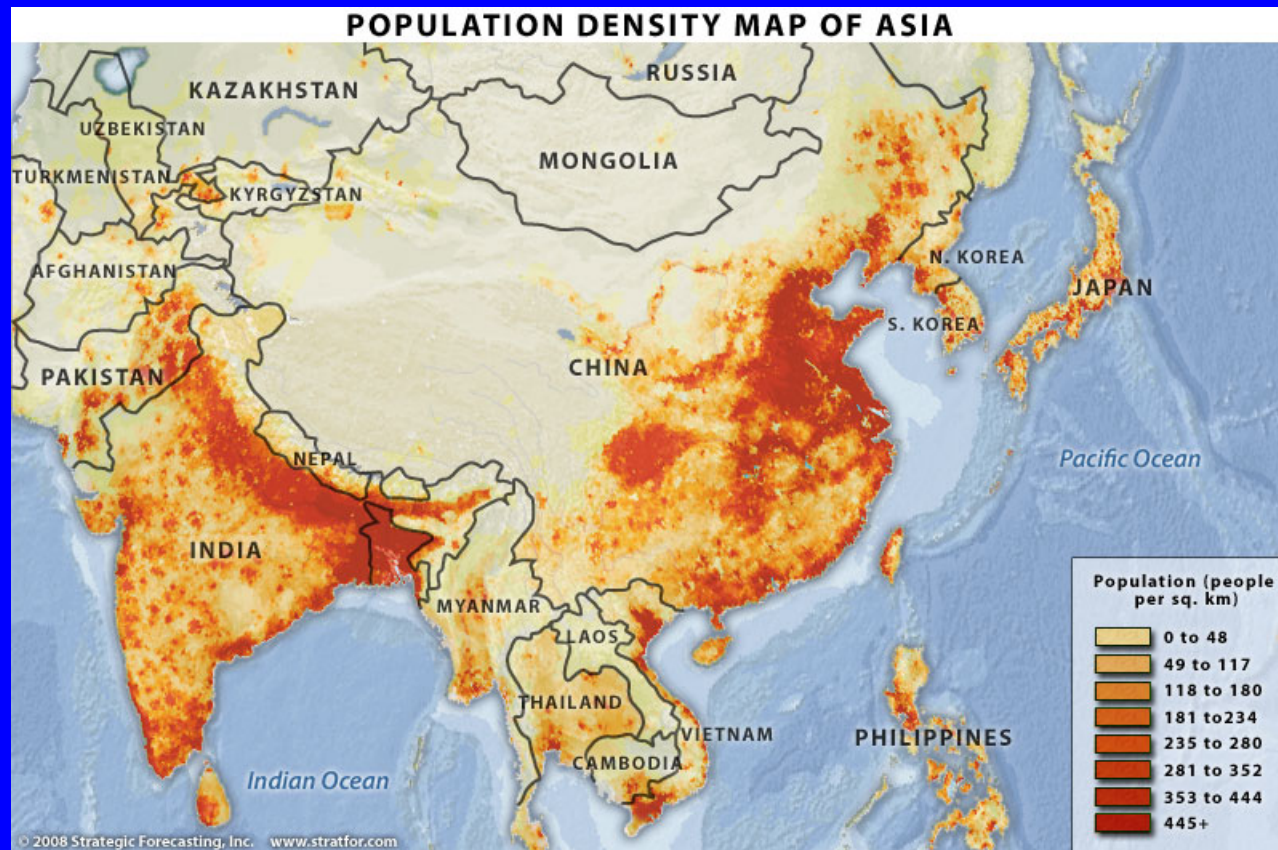 POPULATION DENSITY MAP OF ASIA
RUSSIA
KAZAKHSTAN
UZBEKISTAN
MONGOLIA
TURKMENISTAN
KYRGYZSTAN
N. KOREA
AFGHANISTAN
JAPAN
S. KOREA
CHINA
PAKISTAN
NEPAL
Pacific Ocean
INDIA
MYANMAR
LAOS
THAILAND
VIETNAM
PHILIPPINES
CAMBODIA
Indian Ocean
Population (people
per sq. km)
0 to 48
49 to 117
118 to 180
181 to234
235 to 280
281 to 352
353 to 444
445+
© 2008 Strategic Forecasting, Inc. www.stratfor.com